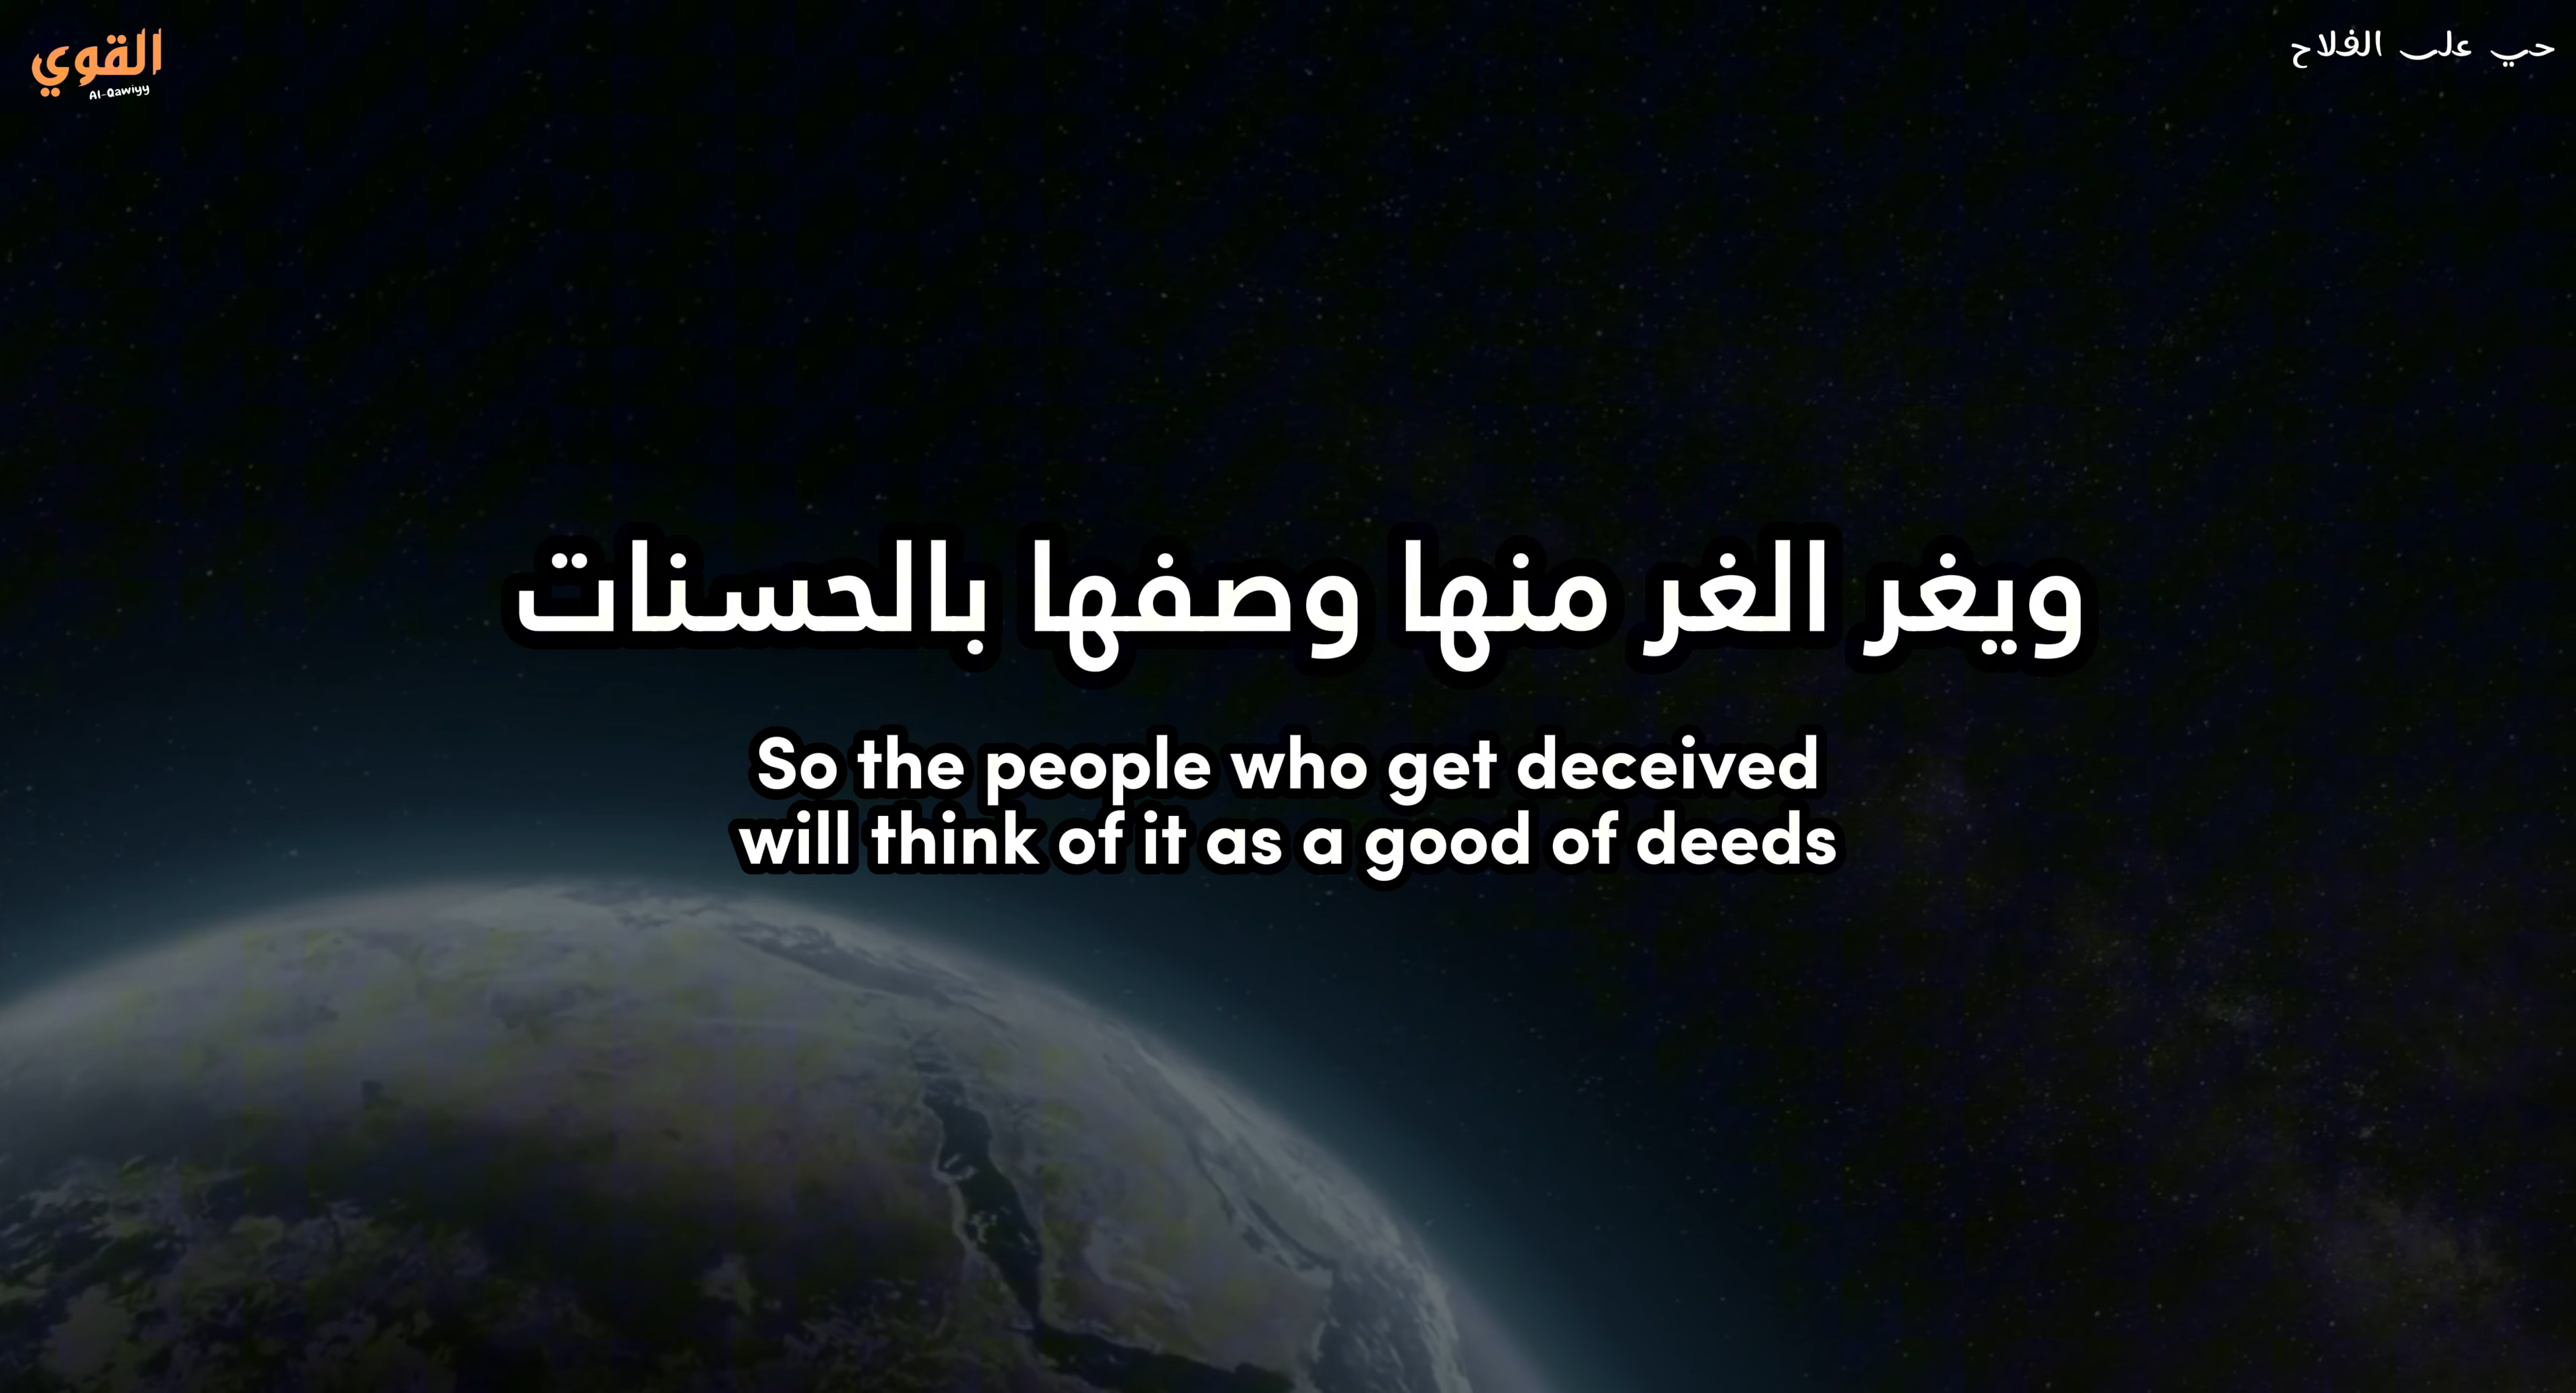 القوي
Al-Qawiyy
حي على الفلاح
ويغر الغر منها وصفها بالحسنات
So the people who get deceived
will think of it as a good of deeds